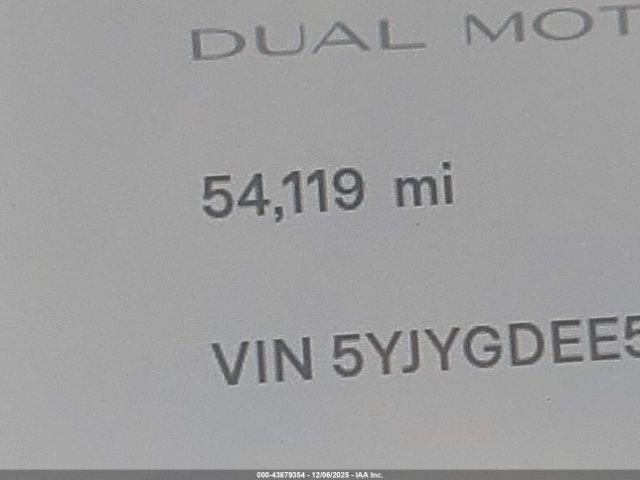 DUAL MOT
54,119 mi
VIN 5YJYGDEE5
000-43879354 - 12/06/2025 - IAA Inc.